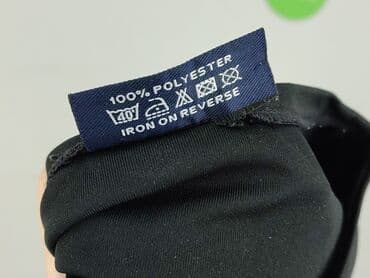 100% POLYESTER
40°
IRON ON REVERSE